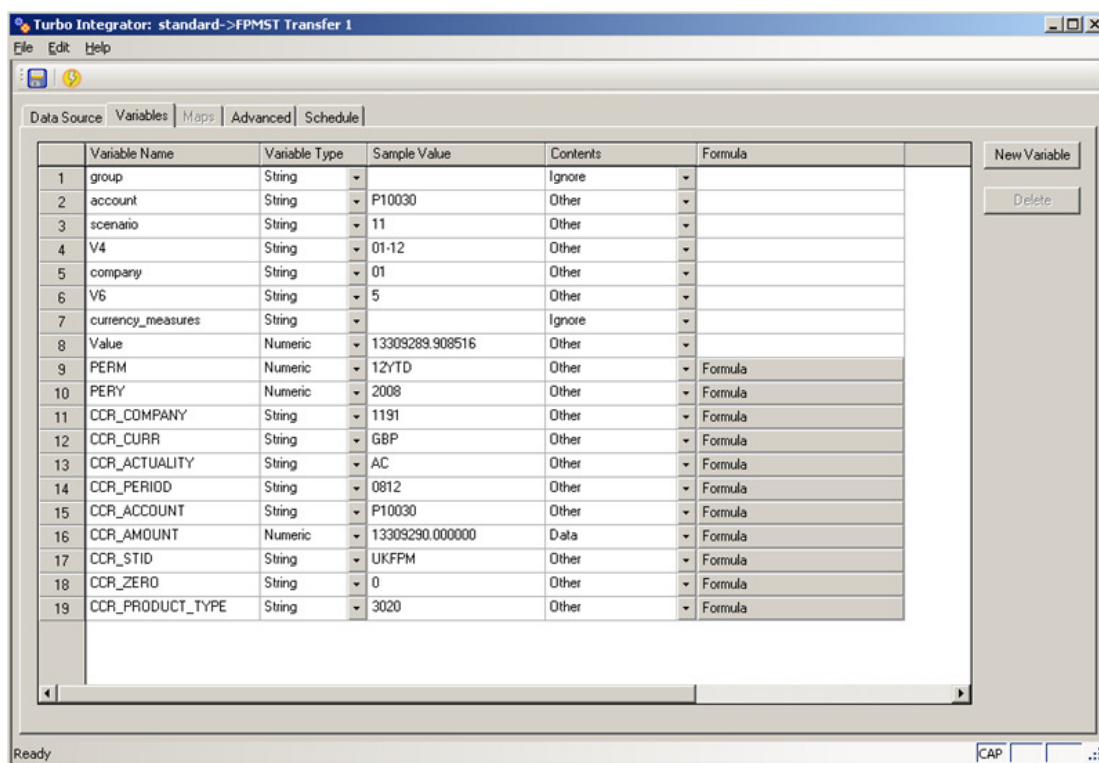 Turbo Integrator: standard->FPMST Transfer 1
File Edit Help
Data Source Variables Maps Advanced Schedule
Variable Name Variable Type Sample Value Contents Formula New Variable
1 group String Ignore
2 account String P10030 Other Delete
3 scenario String 11 Other
4 V4 String 01-12 Other
5 company String 01 Other
6 V6 String 5 Other
7 currency_measures String Ignore
8 Value Numeric 13309289.908516 Other
9 PERM Numeric 12YTD Other Formula
10 PERY Numeric 2008 Other Formula
11 CCR_COMPANY String 1191 Other Formula
12 CCR_CURR String GBP Other Formula
13 CCR_ACTUALITY String AC Other Formula
14 CCR_PERIOD String 0812 Other Formula
15 CCR_ACCOUNT String P10030 Other Formula
16 CCR_AMOUNT Numeric 13309290.000000 Data Formula
17 CCR_STID String UKFPM Other Formula
18 CCR_ZERO String 0 Other Formula
19 CCR_PRODUCT_TYPE String 3020 Other Formula
Ready CAP